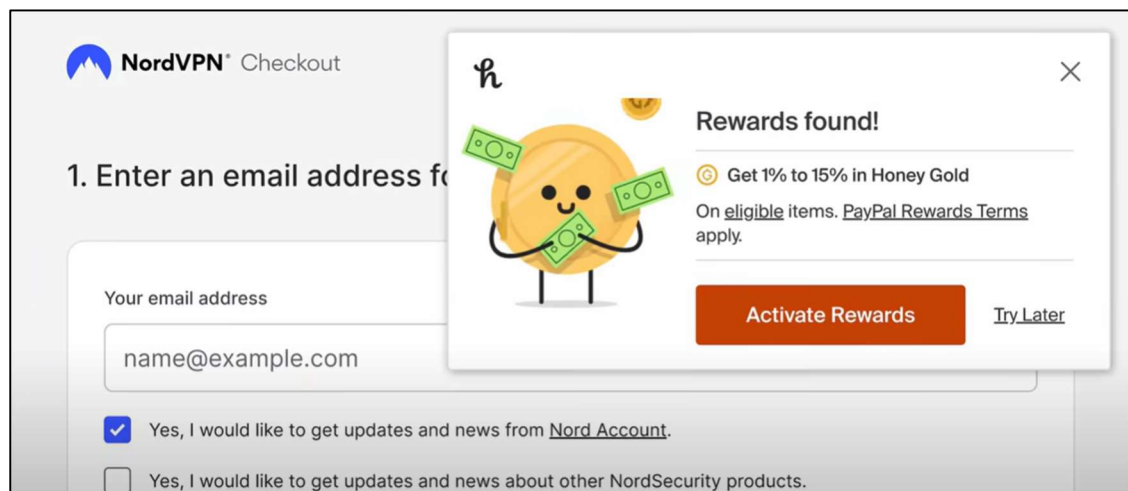 NordVPN® Checkout
1. Enter an email address fo
Your email address
name@example.com
Yes, I would like to get updates and news from Nord Account.
Yes, I would like to get updates and news about other NordSecurity products.
h
Rewards found!
G Get 1% to 15% in Honey Gold
On eligible items. PayPal Rewards Terms
apply.
Activate Rewards
Try Later